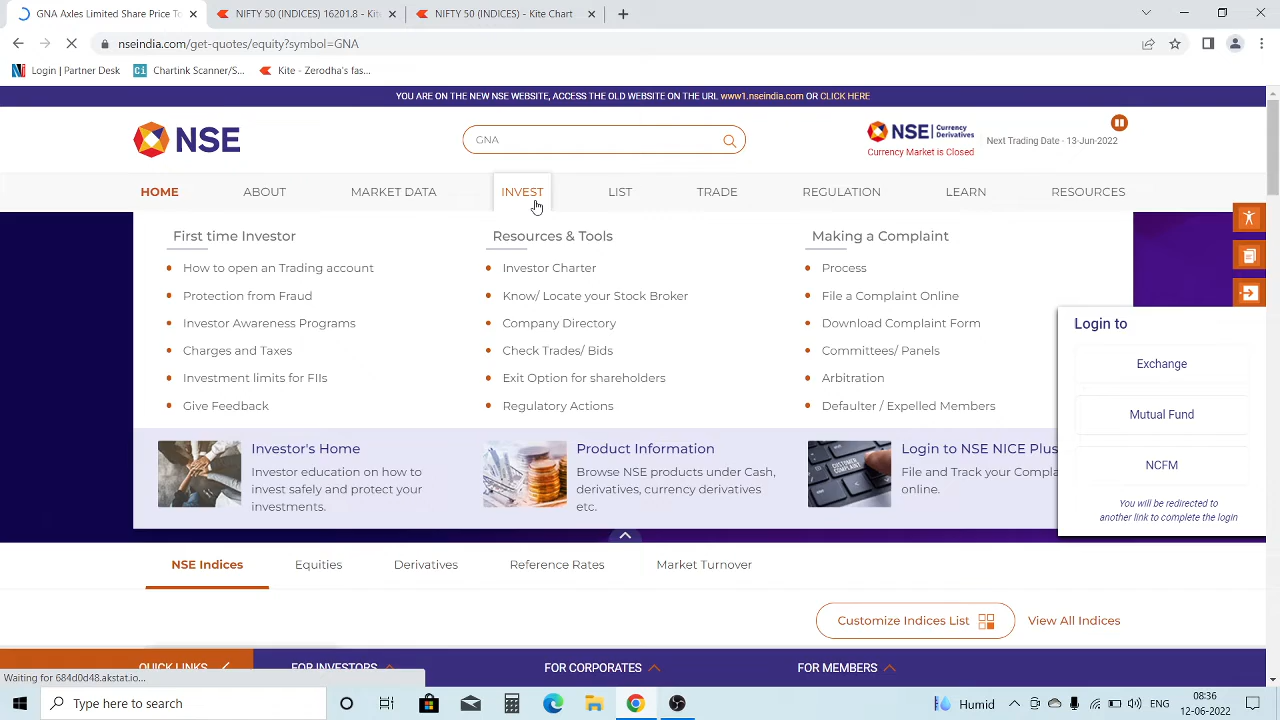 GNA Axles Limited Share Price To
NIFTY 50 (INDICES) 16201.8 - Kite
NIFTY 50 (INDICES) - Kite Chart
nseindia.com/get-quotes/equity?symbol=GNA
Login | Partner Desk
Chartink Scanner/S...
Kite - Zerodha's fas...
YOU ARE ON THE NEW NSE WEBSITE, ACCESS THE OLD WEBSITE ON THE URL www1.nseindia.com OR CLICK HERE
NSE
GNA
NSE | Currency Derivatives
Currency Market is Closed
Next Trading Date - 13-Jun-2022
HOME
ABOUT
MARKET DATA
INVEST
LIST
TRADE
REGULATION
LEARN
RESOURCES
First time Investor
How to open an Trading account
Protection from Fraud
Investor Awareness Programs
Charges and Taxes
Investment limits for FIIs
Give Feedback
Resources & Tools
Investor Charter
Know/ Locate your Stock Broker
Company Directory
Check Trades/ Bids
Exit Option for shareholders
Regulatory Actions
Making a Complaint
Process
File a Complaint Online
Download Complaint Form
Committees/ Panels
Arbitration
Defaulter / Expelled Members
Login to
Exchange
Mutual Fund
NCFM
You will be redirected to
another link to complete the login
Investor's Home
Investor education on how to
invest safely and protect your
investments.
Product Information
Browse NSE products under Cash,
derivatives, currency derivatives
etc.
CUSTOMER COMPLAINT
Login to NSE NICE Plus
File and Track your Compla
online.
NSE Indices
Equities
Derivatives
Reference Rates
Market Turnover
Customize Indices List
View All Indices
QUICK LINKS
FOR INVESTORS
FOR CORPORATES
FOR MEMBERS
Waiting for 684d0d48.akstat.io...
Type here to search
Humid
ENG
08:36
12-06-2022